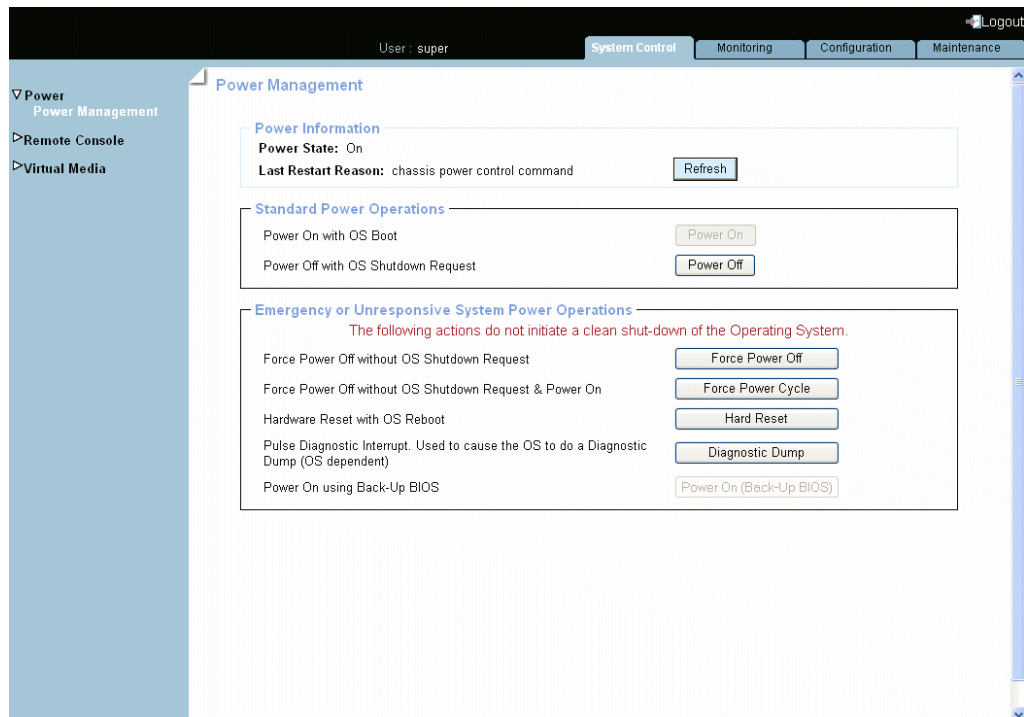 Logout
User : super
System Control
Monitoring
Configuration
Maintenance
Power
Power Management
Remote Console
Virtual Media
Power Management
Power Information
Power State: On
Last Restart Reason: chassis power control command
Refresh
Standard Power Operations
Power On with OS Boot
Power On
Power Off with OS Shutdown Request
Power Off
Emergency or Unresponsive System Power Operations
The following actions do not initiate a clean shut-down of the Operating System.
Force Power Off without OS Shutdown Request
Force Power Off
Force Power Off without OS Shutdown Request & Power On
Force Power Cycle
Hardware Reset with OS Reboot
Hard Reset
Pulse Diagnostic Interrupt. Used to cause the OS to do a Diagnostic
Dump (OS dependent)
Diagnostic Dump
Power On using Back-Up BIOS
Power On (Back-Up BIOS)